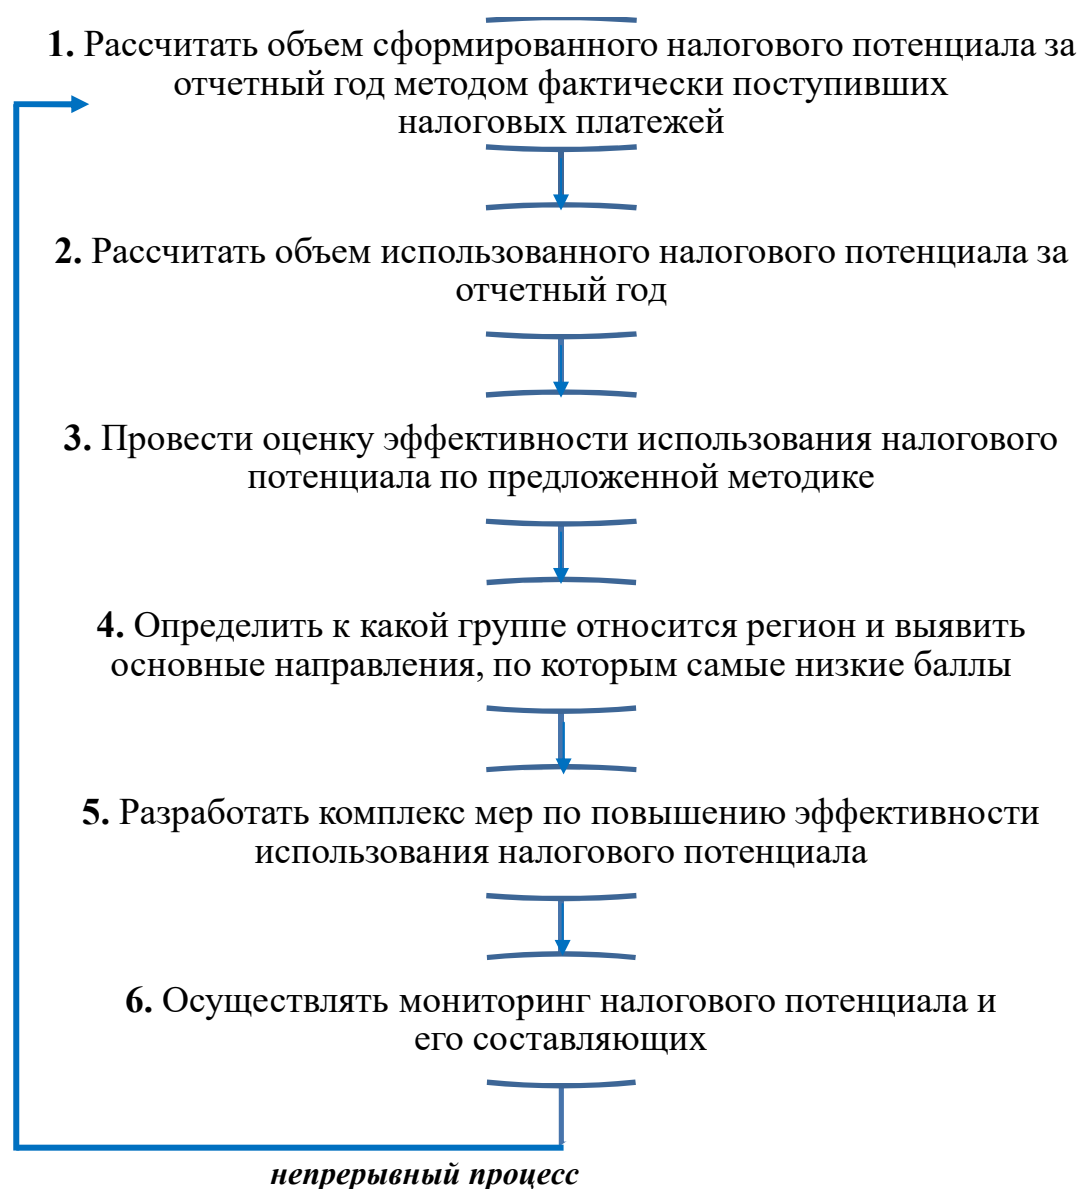 1. Рассчитать объем сформированного налогового потенциала за
отчетный год методом фактически поступивших
налоговых платежей
2. Рассчитать объем использованного налогового потенциала за
отчетный год
3. Провести оценку эффективности использования налогового
потенциала по предложенной методике
4. Определить к какой группе относится регион и выявить
основные направления, по которым самые низкие баллы
5. Разработать комплекс мер по повышению эффективности
использования налогового потенциала
6. Осуществлять мониторинг налогового потенциала и
его составляющих
непрерывный процесс